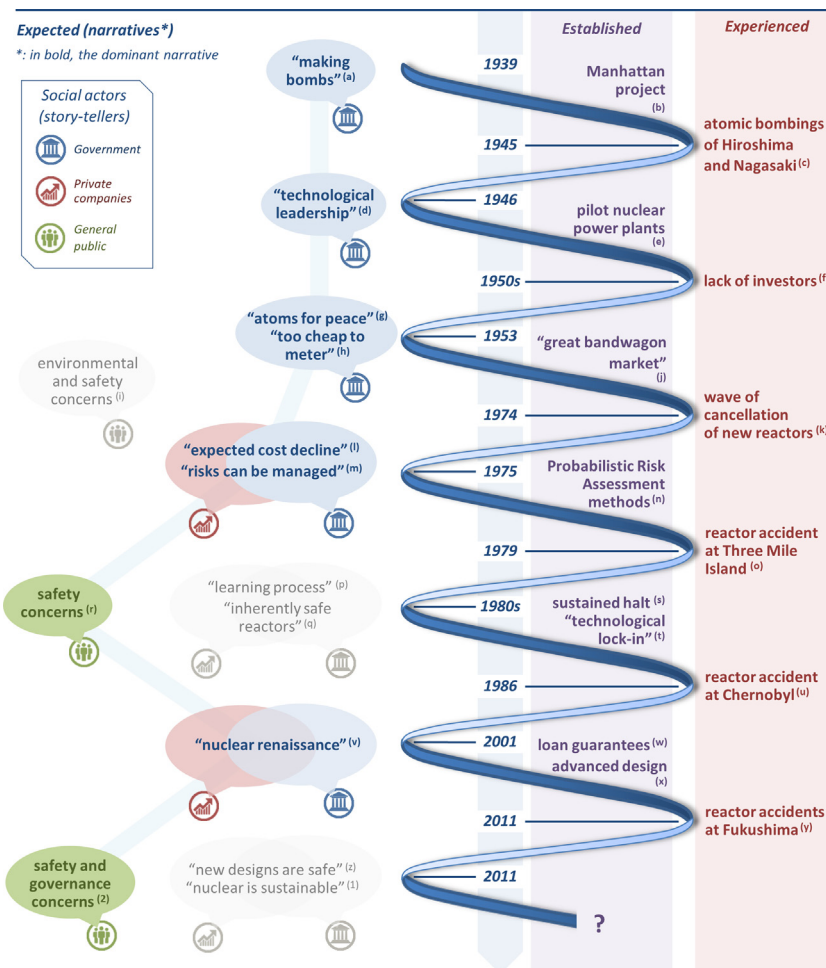 Expected (narratives*)
*: in bold, the dominant narrative
Established
Experienced
Social actors
(story-tellers)
Government
Private
companies
General
public
“making
bombs” (a)
1939
Manhattan
project
(b)
1945
atomic bombings
of Hiroshima
and Nagasaki (c)
“technological
leadership” (d)
1946
pilot nuclear
power plants
(e)
1950s
lack of investors (f
“atoms for peace” (g)
“too cheap to
meter” (h)
1953
“great bandwagon
market”
(j)
environmental
and safety
concerns (i)
1974
wave of
cancellation
of new reactors (k)
“expected cost decline” (l)
“risks can be managed” (m)
1975
Probabilistic Risk
Assessment
methods (n)
1979
reactor accident
at Three Mile
Island (o)
safety
concerns (r)
“learning process” (p)
“inherently safe
reactors” (q)
1980s
sustained halt (s)
“technological
lock-in” (t)
1986
reactor accident
at Chernobyl (u)
“nuclear renaissance” (v)
2001
loan guarantees (w)
advanced design
(x)
2011
reactor accidents
at Fukushima (y)
safety and
governance
concerns (2)
“new designs are safe” (z)
“nuclear is sustainable” (1)
2011
?